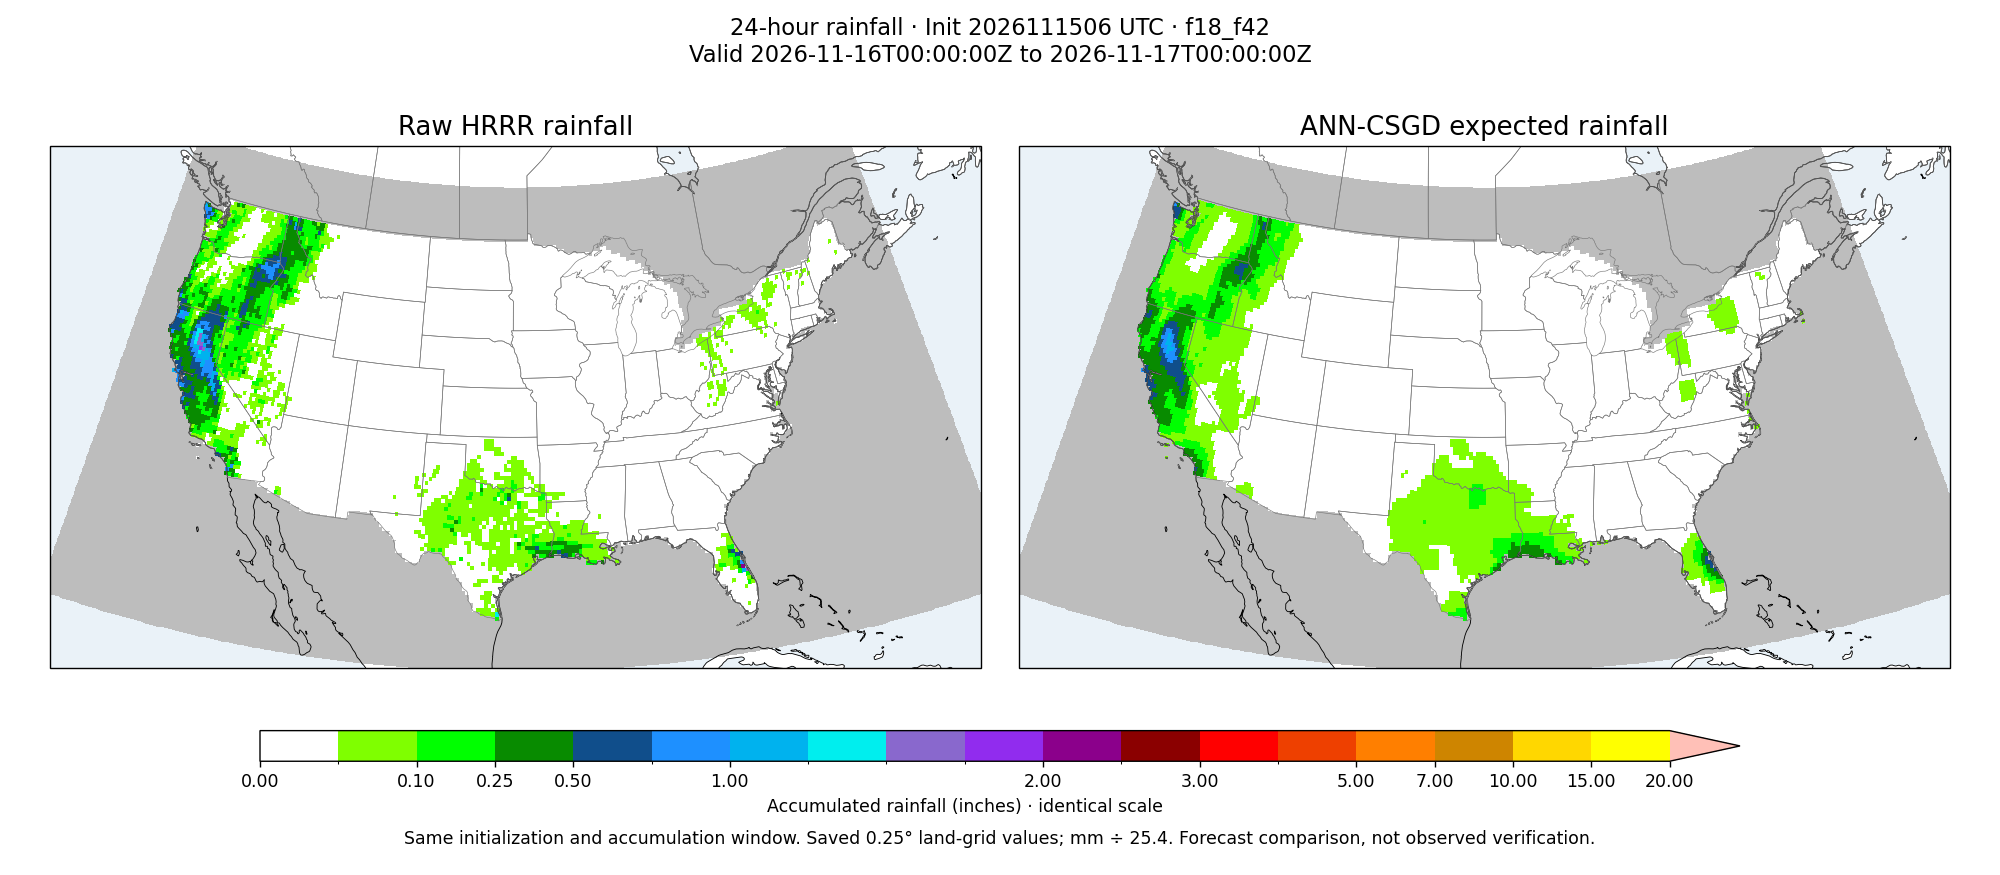 24-hour rainfall · Init 2026111506 UTC · f18_f42
Valid 2026-11-16T00:00:00Z to 2026-11-17T00:00:00Z
Raw HRRR rainfall
ANN-CSGD expected rainfall
0.00 0.10 0.25 0.50 1.00 2.00 3.00 5.00 7.00 10.00 15.00 20.00
Accumulated rainfall (inches) · identical scale
Same initialization and accumulation window. Saved 0.25° land-grid values; mm ÷ 25.4. Forecast comparison, not observed verification.